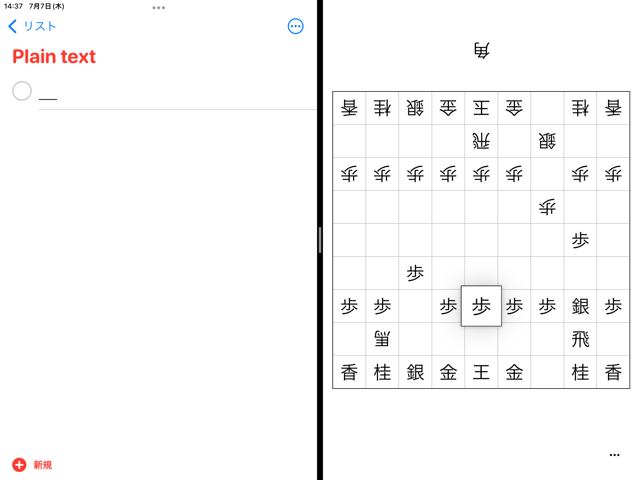 14:37 7月7日(木)
リスト
Plain text
__
新規
角
香桂銀金玉金桂香
飛銀
歩歩歩歩歩歩歩歩
歩
歩
歩
歩歩歩歩歩歩銀歩
馬飛
香桂銀金王金桂香